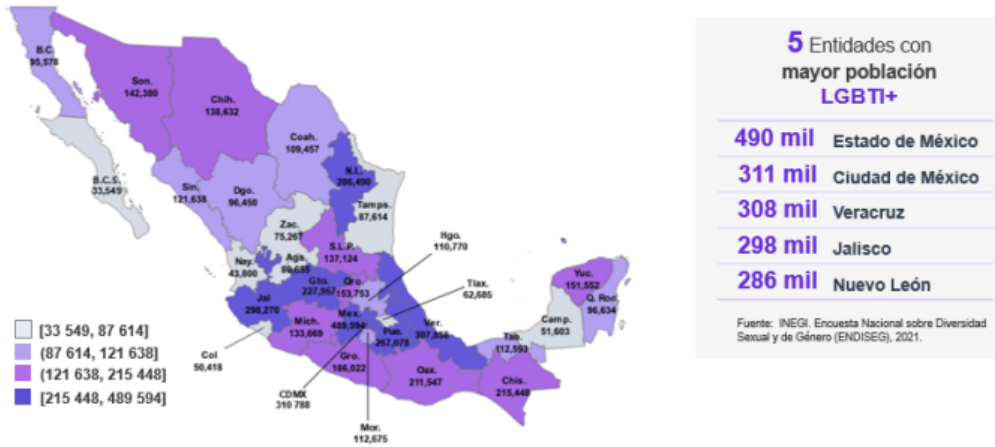 B.C.
95,578
Son.
142,380
Chih.
138,632
Coah.
109,457
N.L.
286,490
B.C.S.
33,549
Sin.
121,638
Dgo.
96,450
Tamps.
87,614
Zac.
75,267
S.L.P.
137,124
Hgo.
110,770
Nay.
43,800
Ags.
Gto.
227,957
Qro.
153,753
Tlax.
62,685
Jal
298,270
Mich.
133,669
Mex.
489,594
Pue.
267,078
Ver.
Col
50,418
Gro.
186,022
Oax.
211,547
CDMX
310 788
Mor.
112,675
Tab.
112,593
Chis.
215,448
Camp.
51,603
Yuc.
151,552
Q. Roo.
96,634
[33 549, 87 614]
(87 614, 121 638]
(121 638, 215 448]
[215 448, 489 594]
5 Entidades con
mayor población
LGBTI+
490 mil Estado de México
311 mil Ciudad de México
308 mil Veracruz
298 mil Jalisco
286 mil Nuevo León
Fuente: INEGI. Encuesta Nacional sobre Diversidad
Sexual y de Género (ENDISEG), 2021.